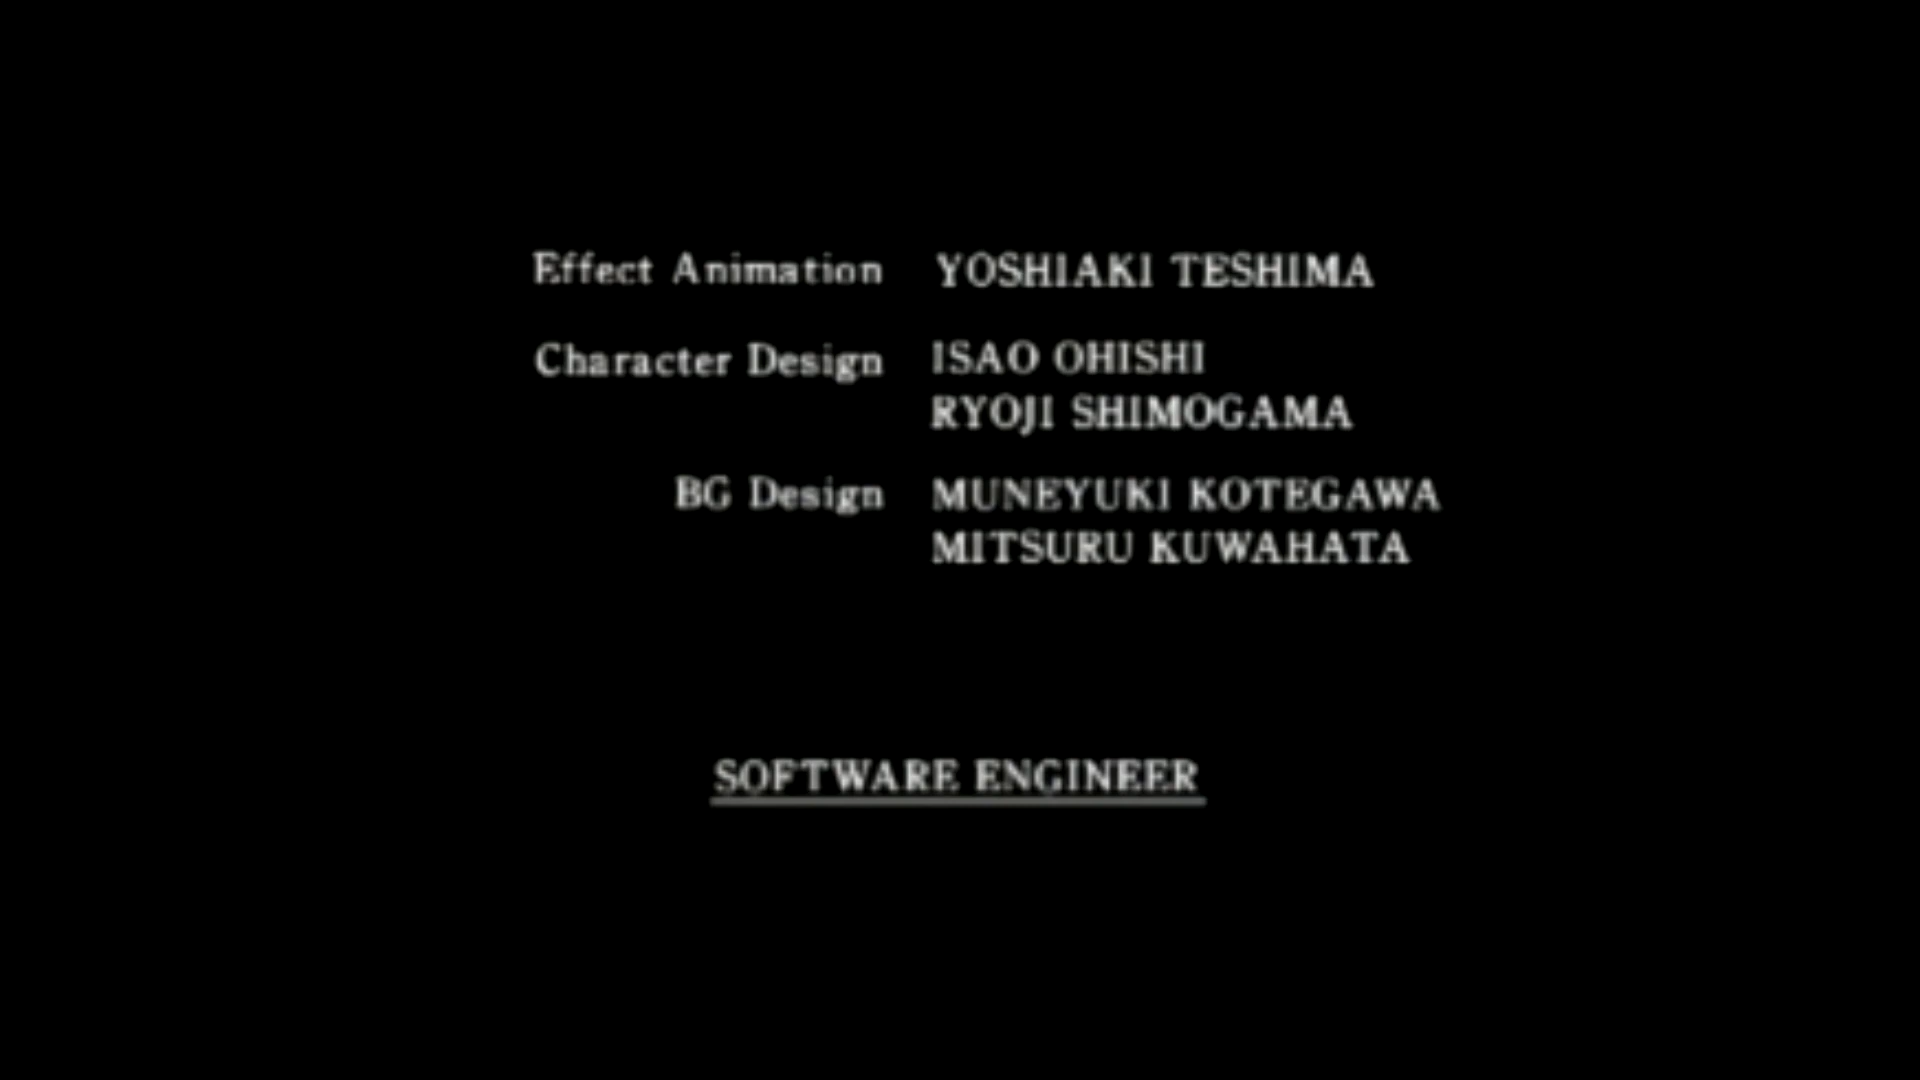 Effect Animation YOSHIAKI TESHIMA
Character Design ISAO OHISHI
RYOJI SHIMOGAMA
BG Design MUNEYUKI KOTEGAWA
MITSURU KUWAHATA
SOFTWARE ENGINEER